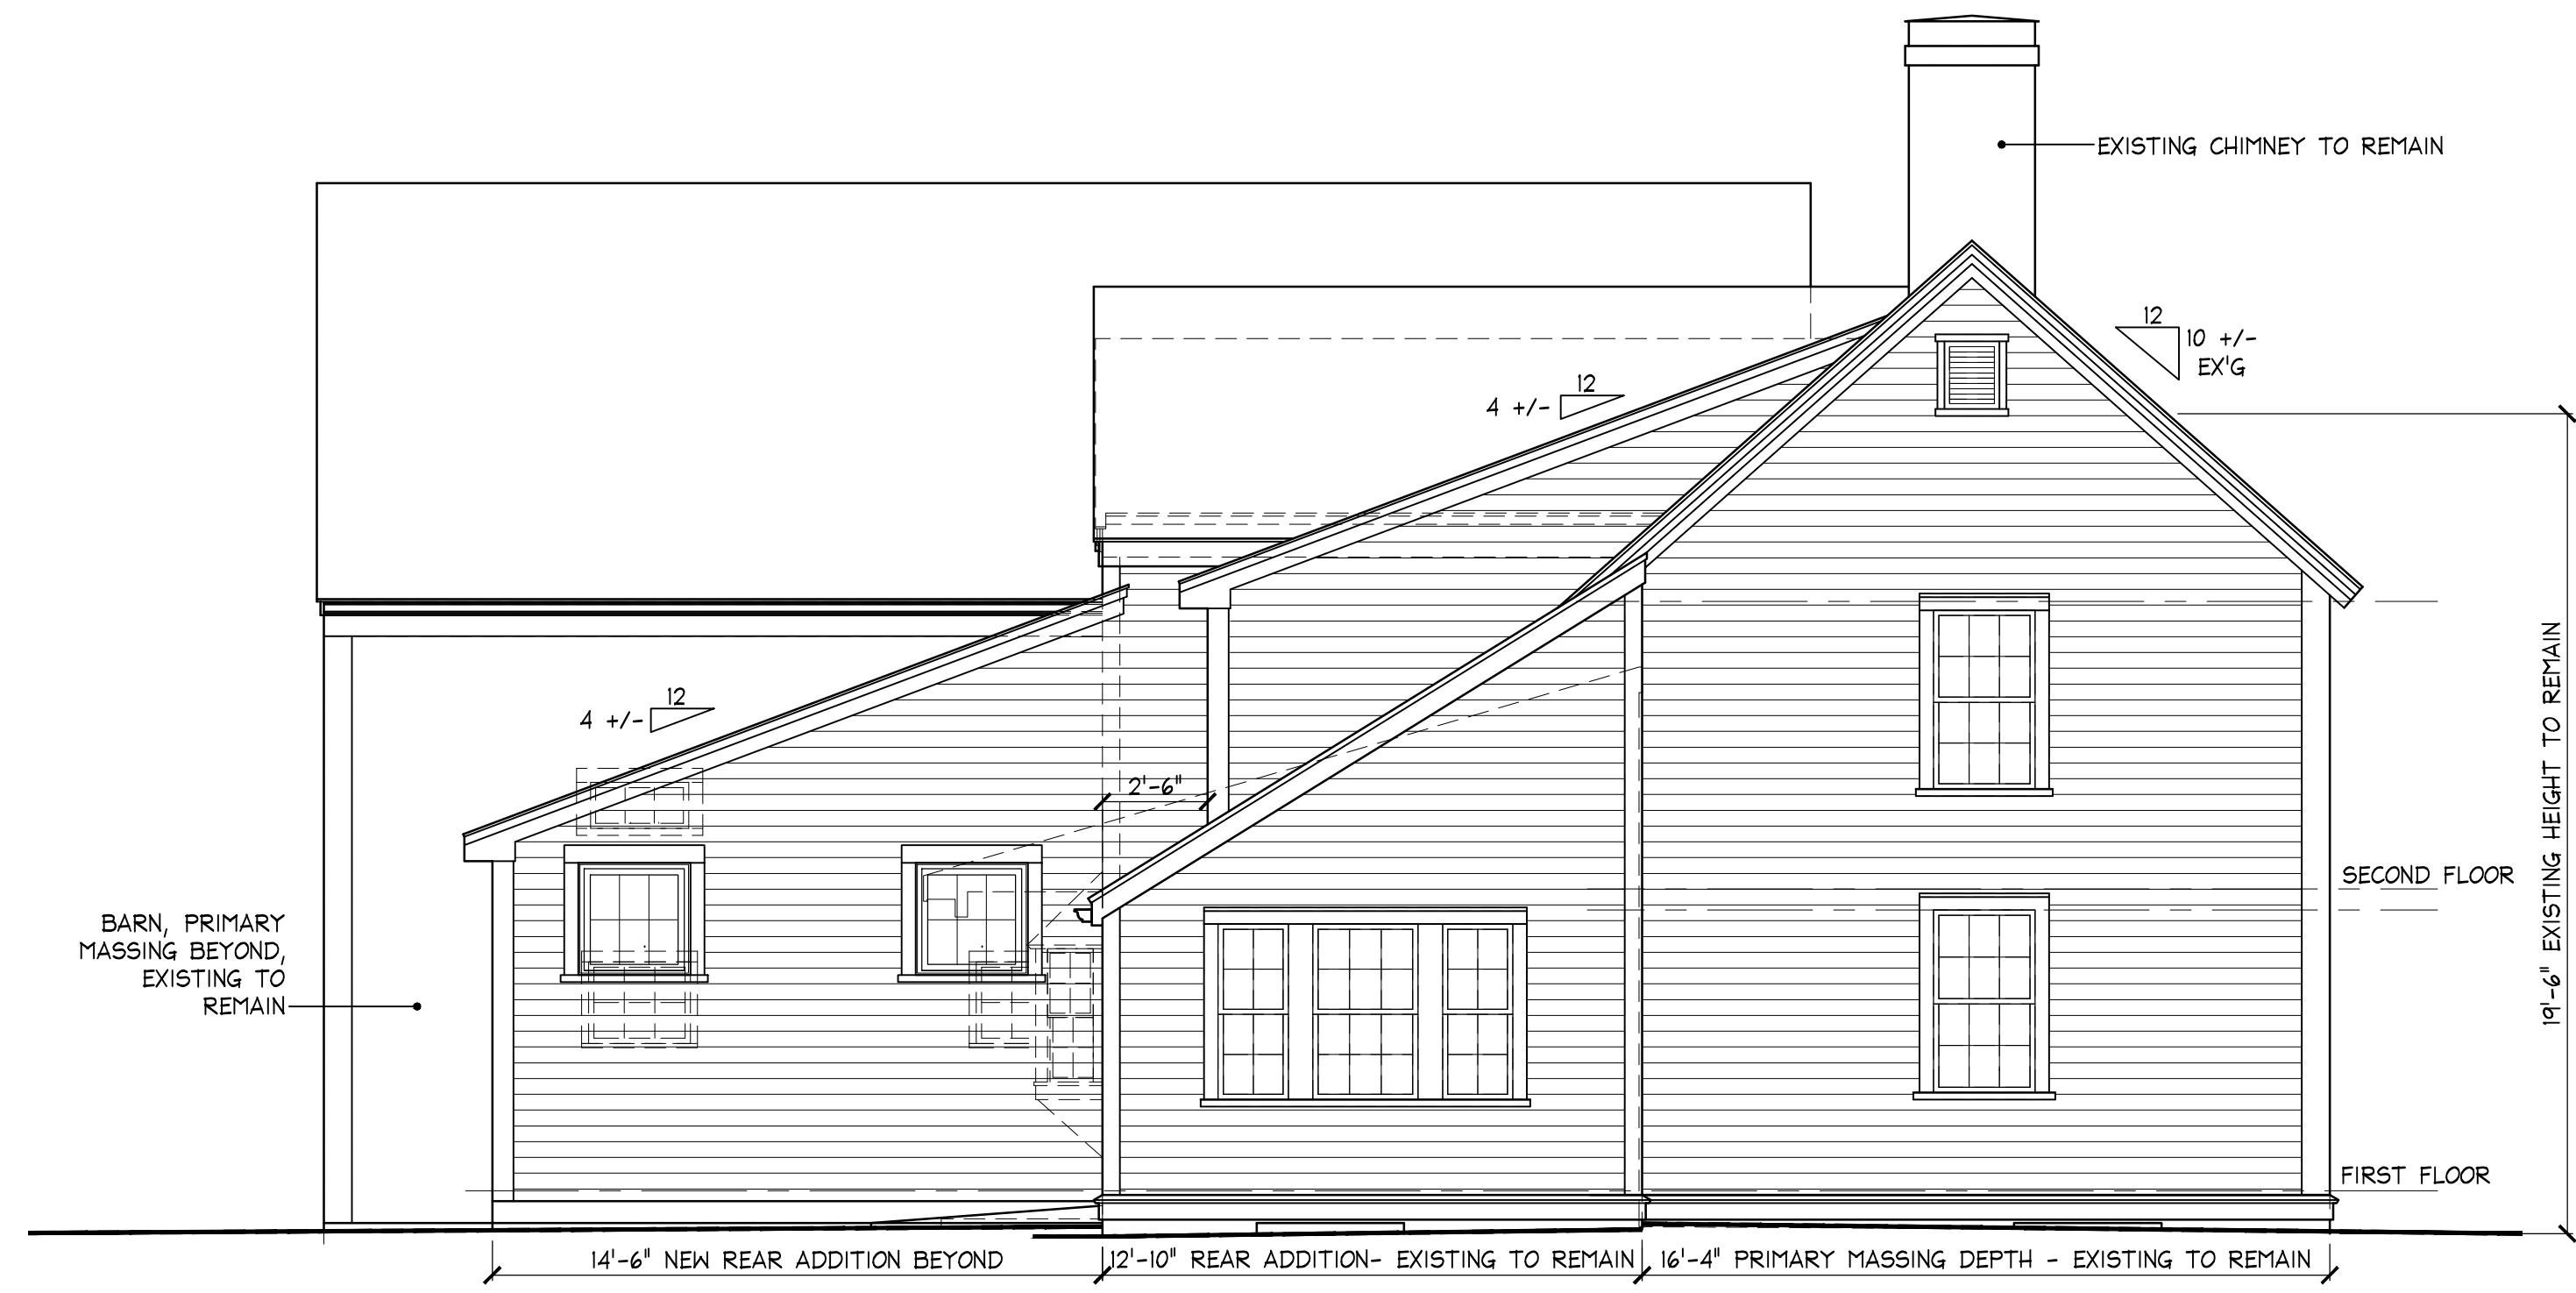 EXISTING CHIMNEY TO REMAIN
12
10 +/-
EX'G
12
4 +/-
12
4 +/-
2'-6"
19'-6" EXISTING HEIGHT TO REMAIN
SECOND FLOOR
BARN, PRIMARY
MASSING BEYOND,
EXISTING TO
REMAIN
FIRST FLOOR
14'-6" NEW REAR ADDITION BEYOND
12'-10" REAR ADDITION- EXISTING TO REMAIN
16'-4" PRIMARY MASSING DEPTH - EXISTING TO REMAIN